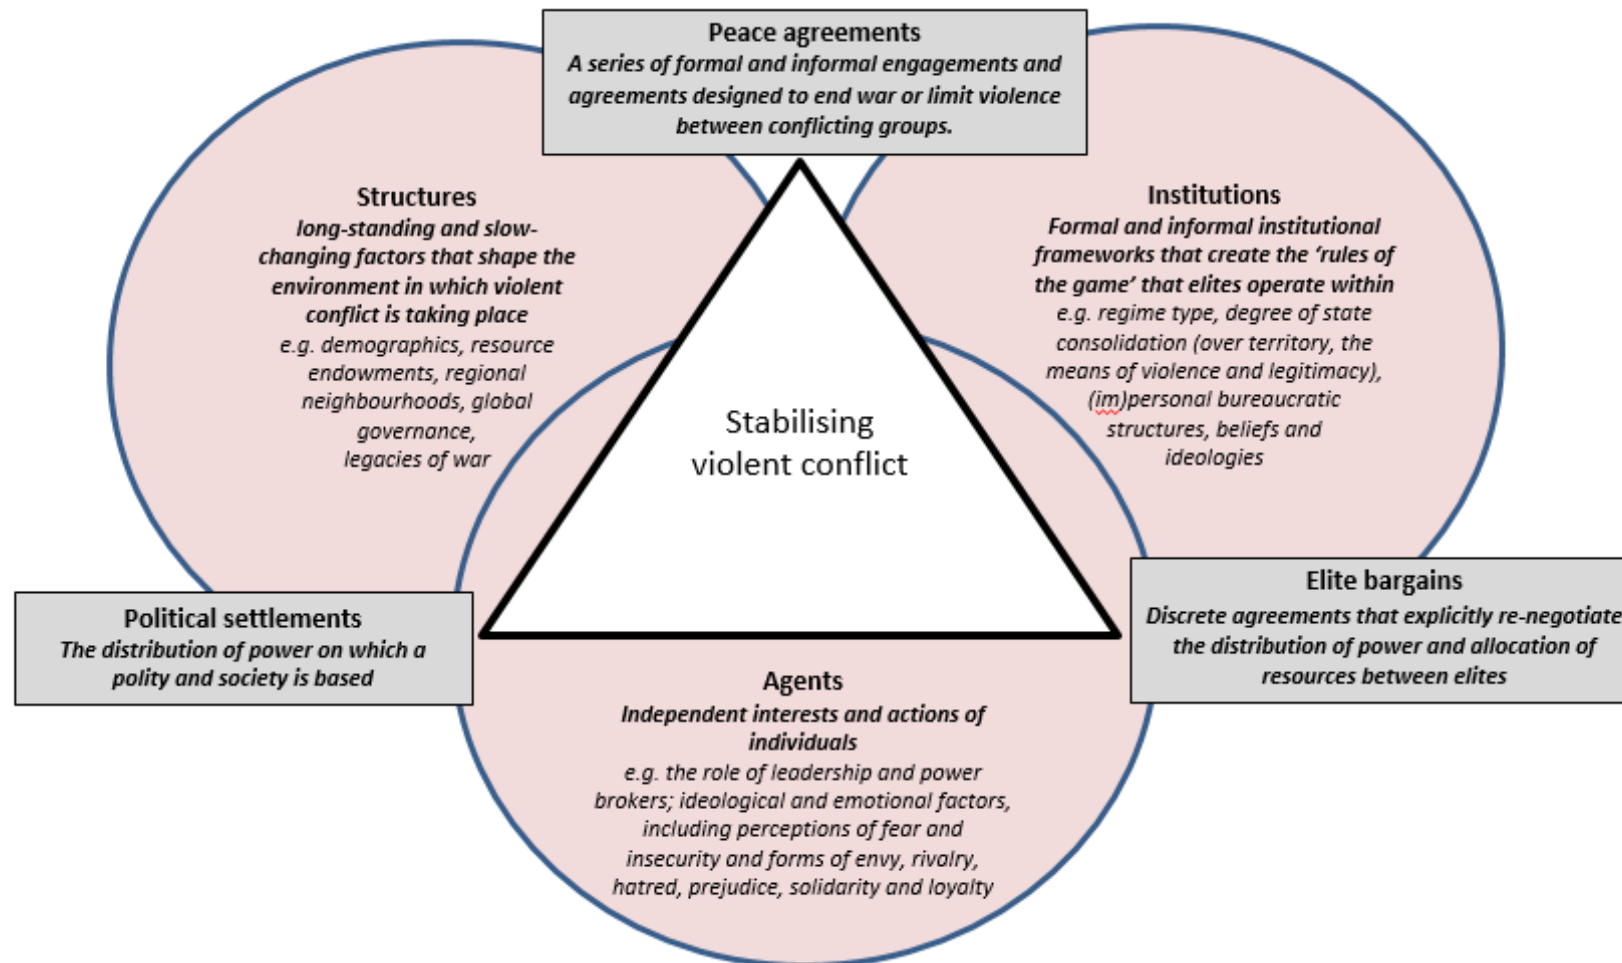 Peace agreements
A series of formal and informal engagements and
agreements designed to end war or limit violence
between conflicting groups.
Structures
long-standing and slow-
changing factors that shape the
environment in which violent
conflict is taking place
e.g. demographics, resource
endowments, regional
neighbourhoods, global
governance,
legacies of war
Institutions
Formal and informal institutional
frameworks that create the ‘rules of
the game’ that elites operate within
e.g. regime type, degree of state
consolidation (over territory, the
means of violence and legitimacy),
(im)personal bureaucratic
structures, beliefs and
ideologies
Stabilising
violent conflict
Political settlements
The distribution of power on which a
polity and society is based
Elite bargains
Discrete agreements that explicitly re-negotiate
the distribution of power and allocation of
resources between elites
Agents
Independent interests and actions of
individuals
e.g. the role of leadership and power
brokers; ideological and emotional factors,
including perceptions of fear and
insecurity and forms of envy, rivalry,
hatred, prejudice, solidarity and loyalty